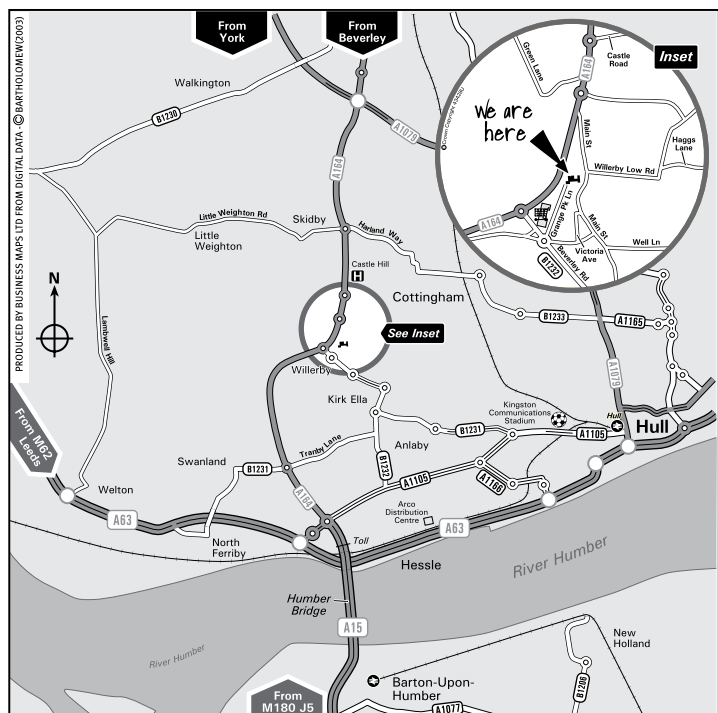 PRODUCED BY BUSINESS MAPS LTD FROM DIGITAL DATA - © BARTHOLOMEW(2003)
From
York
From
Beverley
Green Lane
Castle
Road
Inset
A164
Walkington
B1230
A1079
A164
We are
here
Main St
Haggs
Lane
Willerby Low Rd
Grange Pk Ln
A164
Main St
Well Ln
Victoria
Ave
Beverley Rd
B1232
Little Weighton Rd
Skidby
Harland Way
Little
Weighton
Castle Hill
H
N
Cottingham
B1233
A1165
Lambwell Hill
See Inset
Willerby
A1079
Kirk Ella
Kingston
Communications
Stadium
Hull
Hull
From M62
Leeds
B1231
A1105
Tranby Lane
Anlaby
Swanland
B1231
B1232
A1105
A1166
A164
Welton
A63
Arco
Distribution
Centre
A63
North
Ferriby
Toll
Hessle
River Humber
Humber
Bridge
A15
River Humber
New
Holland
Barton-Upon-
Humber
B1206
From
M180 J5
A1077